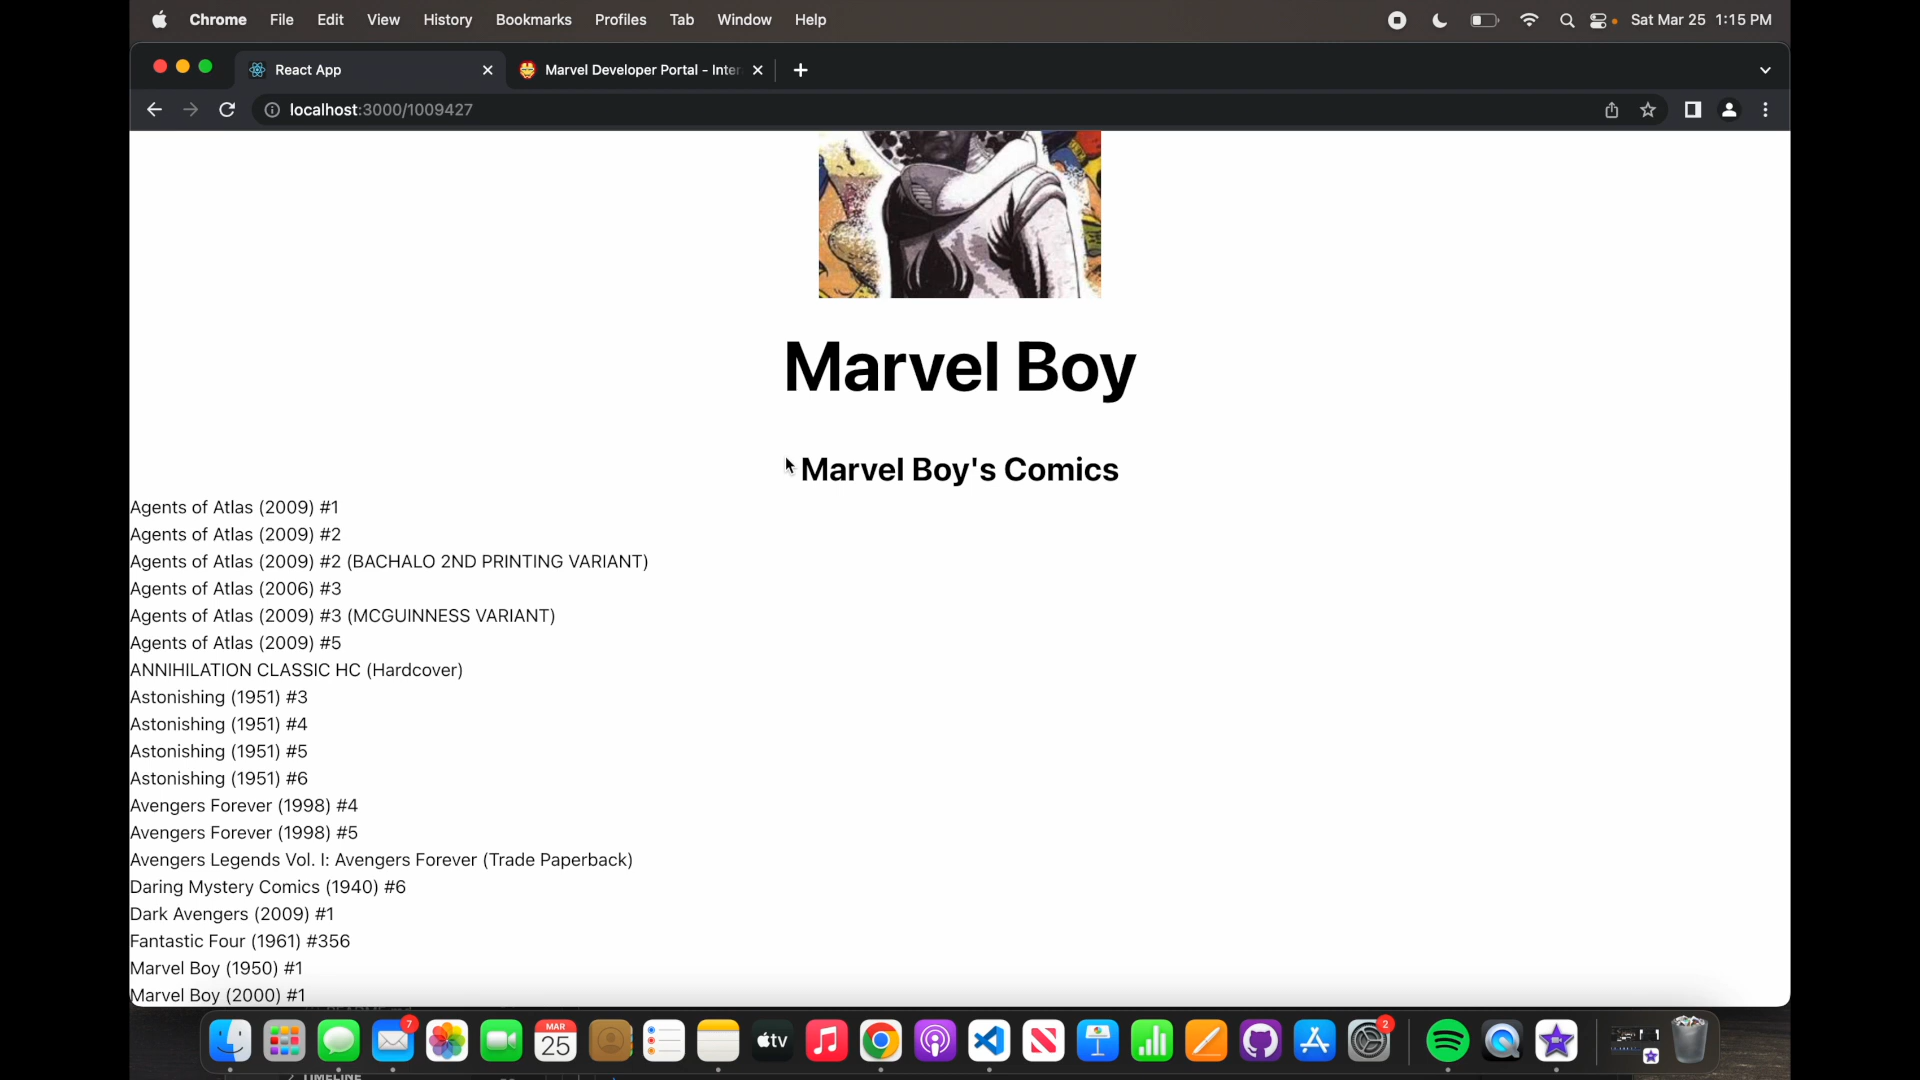 Chrome File Edit View History Bookmarks Profiles Tab Window Help Sat Mar 25 1:15 PM
React App Marvel Developer Portal - Inter
localhost:3000/1009427
Marvel Boy
Marvel Boy's Comics
Agents of Atlas (2009) #1
Agents of Atlas (2009) #2
Agents of Atlas (2009) #2 (BACHALO 2ND PRINTING VARIANT)
Agents of Atlas (2006) #3
Agents of Atlas (2009) #3 (MCGUINNESS VARIANT)
Agents of Atlas (2009) #5
ANNIHILATION CLASSIC HC (Hardcover)
Astonishing (1951) #3
Astonishing (1951) #4
Astonishing (1951) #5
Astonishing (1951) #6
Avengers Forever (1998) #4
Avengers Forever (1998) #5
Avengers Legends Vol. I: Avengers Forever (Trade Paperback)
Daring Mystery Comics (1940) #6
Dark Avengers (2009) #1
Fantastic Four (1961) #356
Marvel Boy (1950) #1
Marvel Boy (2000) #1
7 MAR 25 tv 2
TIMELINE